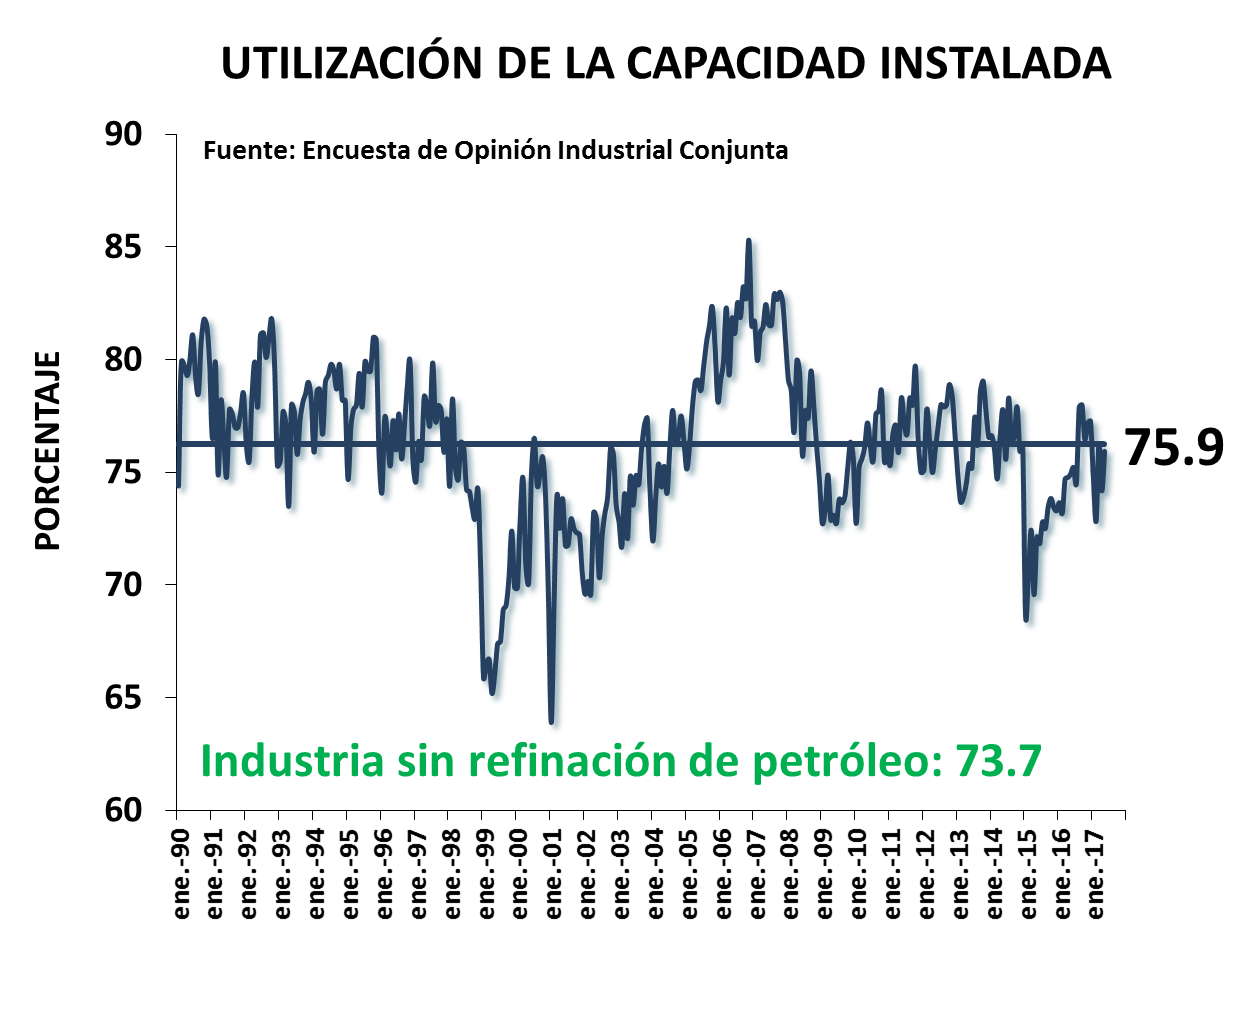 UTILIZACIÓN DE LA CAPACIDAD INSTALADA
Fuente: Encuesta de Opinión Industrial Conjunta
PORCENTAJE
90
85
80
75
70
65
60
75.9
Industria sin refinación de petróleo: 73.7
ene.-90
ene.-91
ene.-92
ene.-93
ene.-94
ene.-95
ene.-96
ene.-97
ene.-98
ene.-99
ene.-00
ene.-01
ene.-02
ene.-03
ene.-04
ene.-05
ene.-06
ene.-07
ene.-08
ene.-09
ene.-10
ene.-11
ene.-12
ene.-13
ene.-14
ene.-15
ene.-16
ene.-17